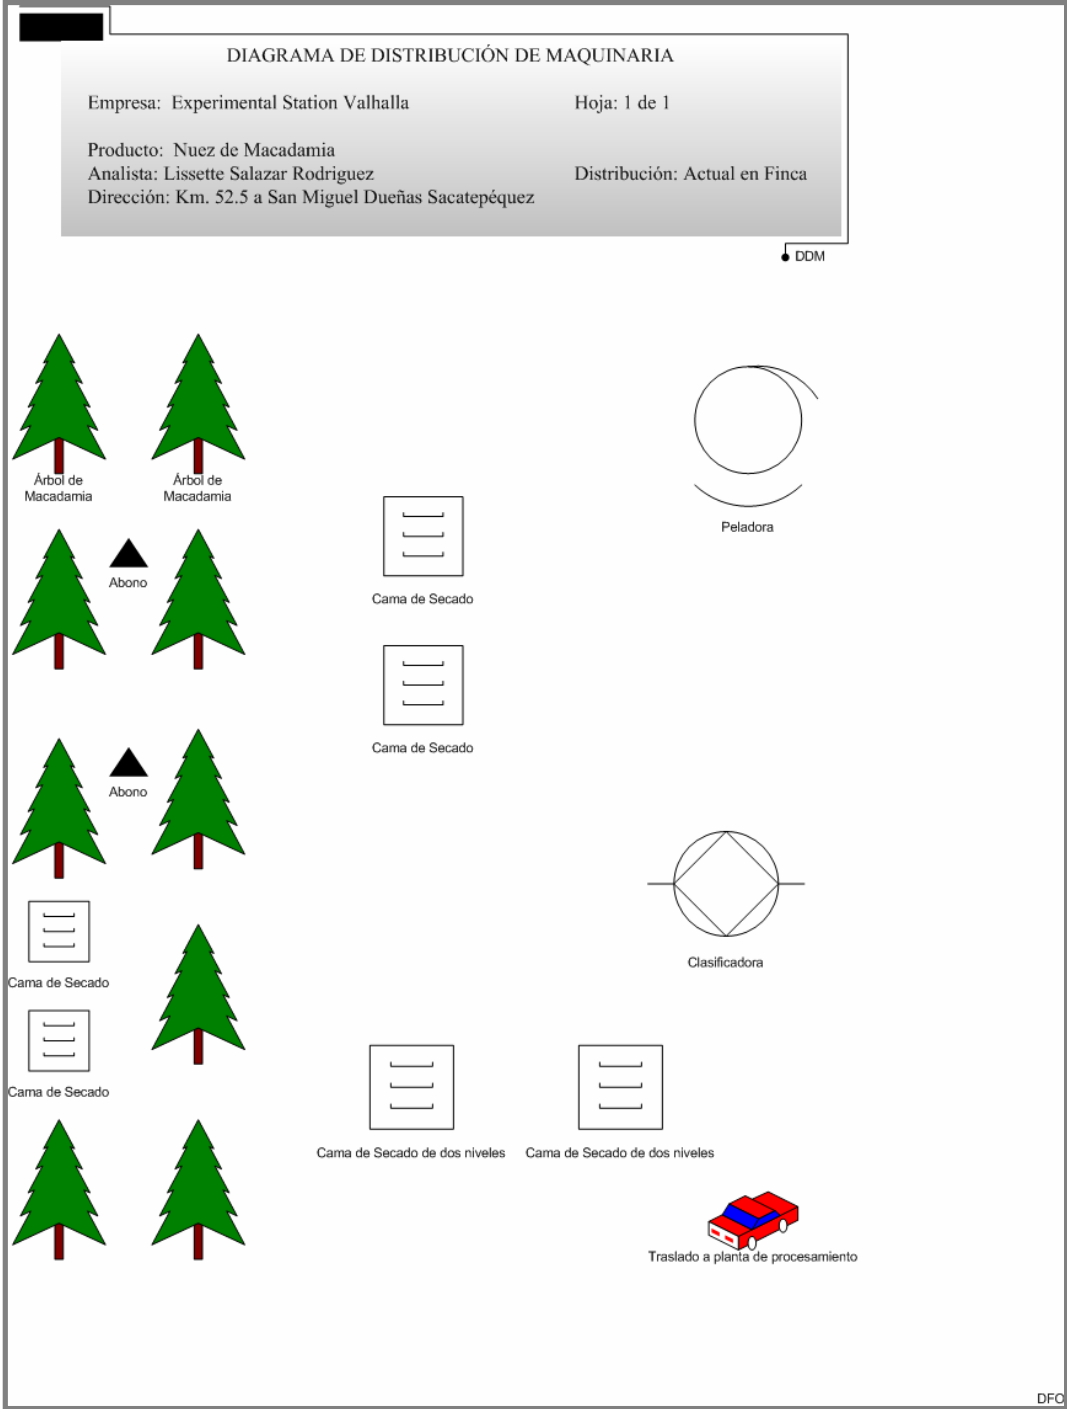 DIAGRAMA DE DISTRIBUCIÓN DE MAQUINARIA
Empresa: Experimental Station Valhalla
Hoja: 1 de 1
Producto: Nuez de Macadamia
Analista: Lissette Salazar Rodriguez
Distribución: Actual en Finca
Dirección: Km. 52.5 a San Miguel Dueñas Sacatepéquez
DDM
Árbol de
Macadamia
Árbol de
Macadamia
Peladora
Abono
Cama de Secado
Cama de Secado
Abono
Clasificadora
Cama de Secado
Cama de Secado
Cama de Secado de dos niveles
Cama de Secado de dos niveles
Traslado a planta de procesamiento
DFO